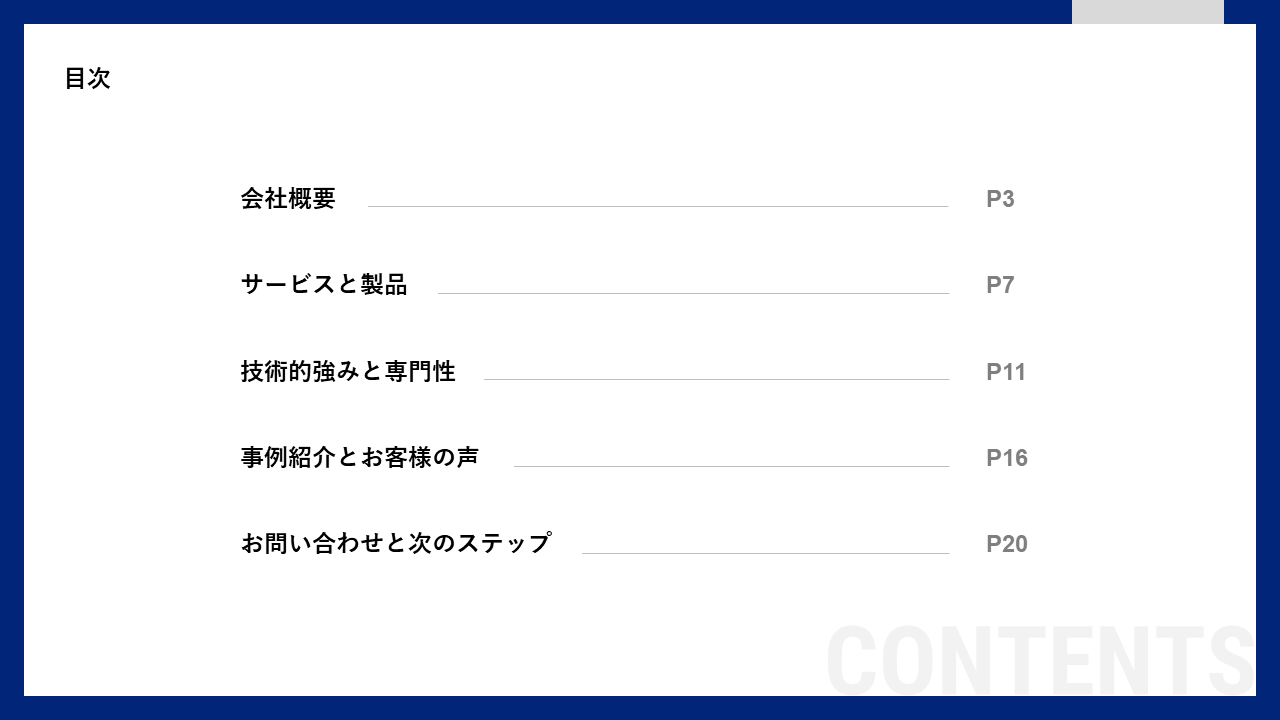 目次
会社概要 P3
サービスと製品 P7
技術的強みと専門性 P11
事例紹介とお客様の声 P16
お問い合わせと次のステップ P20
CONTENTS